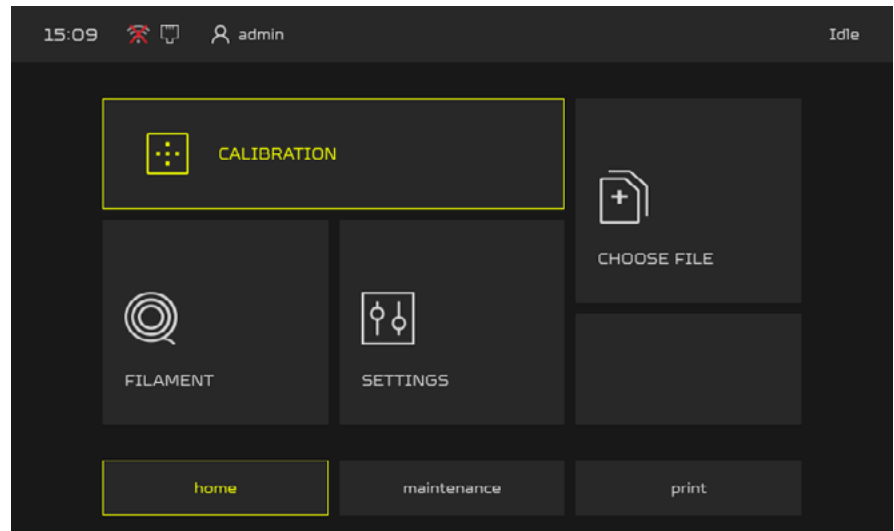 15:09 admin Idle
CALIBRATION
CHOOSE FILE
FILAMENT SETTINGS
home maintenance print